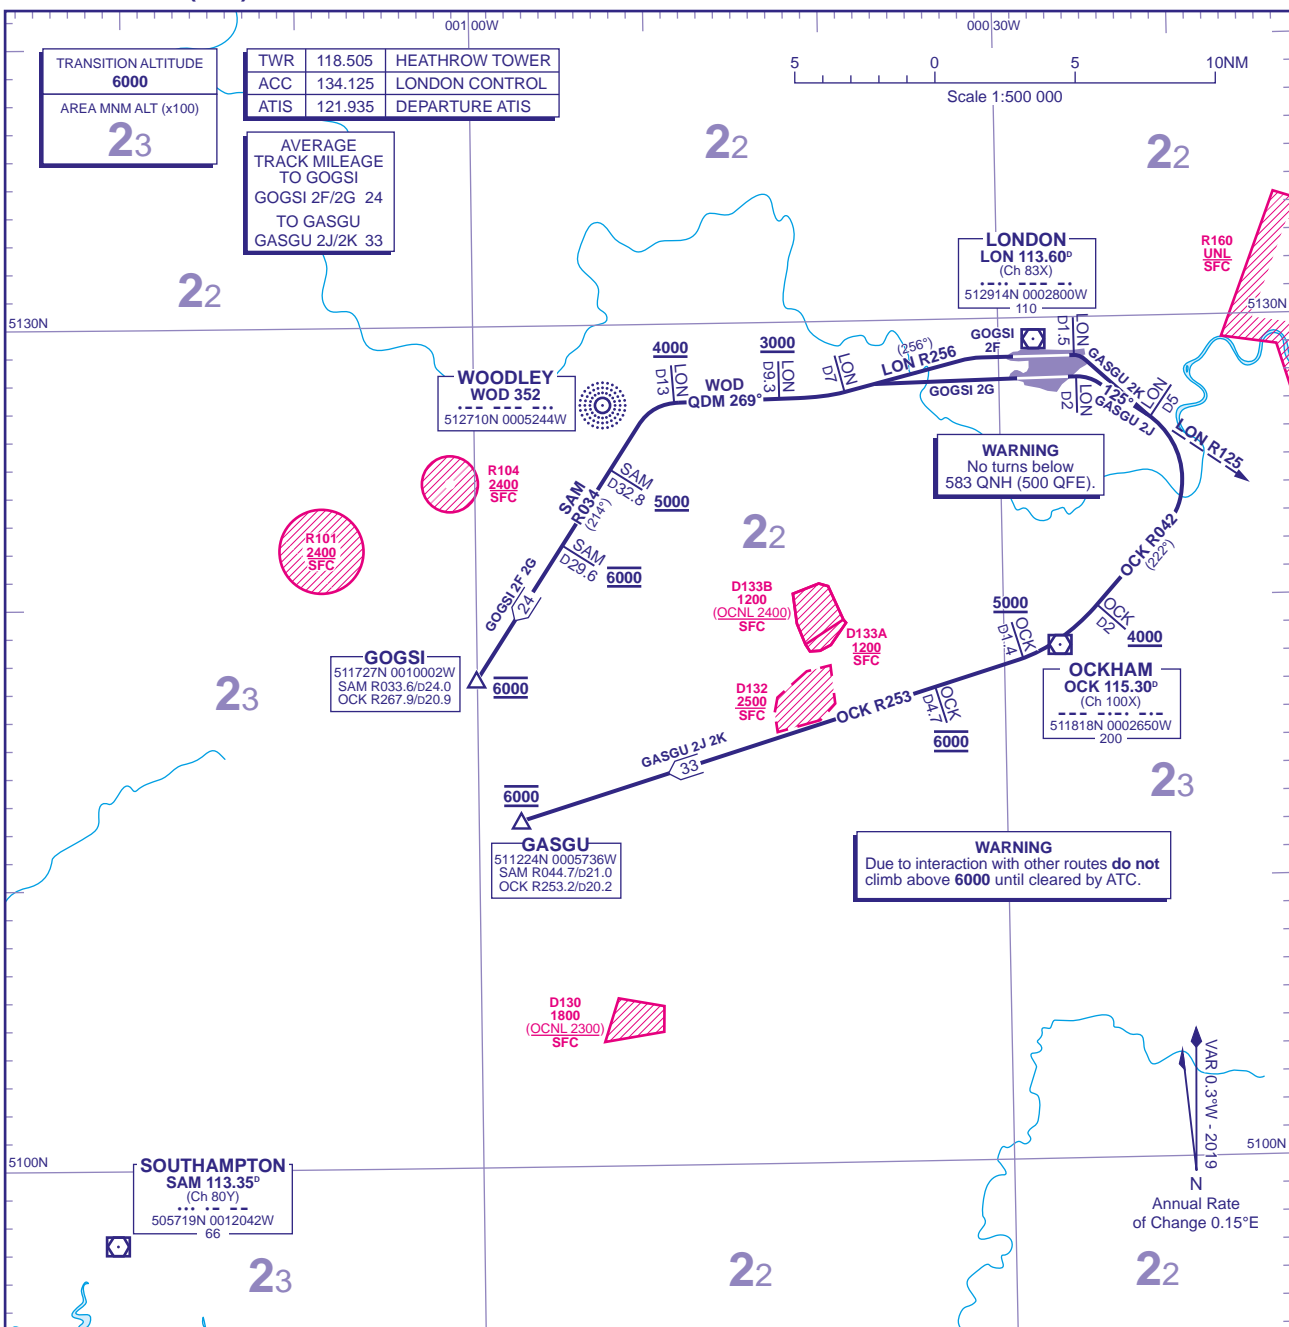 001 00W
000 30W
TRANSITION ALTITUDE
6000
AREA MNM ALT (x100)
23
TWR 118.505 HEATHROW TOWER
ACC 134.125 LONDON CONTROL
ATIS 121.935 DEPARTURE ATIS
5 0 5 10NM
Scale 1:500 000
AVERAGE
TRACK MILEAGE
TO GOGSI
GOGSI 2F/2G 24
TO GASGU
GASGU 2J/2K 33
22
22
22
LONDON
LON 113.60ᴰ
(Ch 83X)
512914N 0002800W
110
R160
UNL
SFC
5130N
5130N
GOGSI
2F
LON
D1.5
GASGU 2K
(256°)
LON R256
3000
LON
D9.3
LON
D7
4000
LON
D13
WOD
QDM 269°
GOGSI 2G
LON
D2
125°
GASGU 2J
LON
D5
LON R125
WOODLEY
WOD 352
512710N 0005244W
WARNING
No turns below
583 QNH (500 QFE).
R104
2400
SFC
R101
2400
SFC
SAM
D32.8
5000
SAM
R034
(214°)
SAM
D29.6
6000
22
GOGSI 2F 2G
24
OCK R042
(222°)
D133B
1200
(OCNL 2400)
SFC
D133A
1200
SFC
5000
OCK
D1.4
OCK
D2
4000
GOGSI
511727N 0010002W
SAM R033.6/D24.0
OCK R267.9/D20.9
6000
23
D132
2500
SFC
OCK R253
OCK
D4.7
6000
OCKHAM
OCK 115.30ᴰ
(Ch 100X)
511818N 0002650W
200
GASGU 2J 2K
33
23
6000
GASGU
511224N 0005736W
SAM R044.7/D21.0
OCK R253.2/D20.2
WARNING
Due to interaction with other routes do not
climb above 6000 until cleared by ATC.
D130
1800
(OCNL 2300)
SFC
VAR 0.3°W - 2019
N
Annual Rate
of Change 0.15°E
5100N
5100N
SOUTHAMPTON
SAM 113.35ᴰ
(Ch 80Y)
505719N 0012042W
66
23
22
22